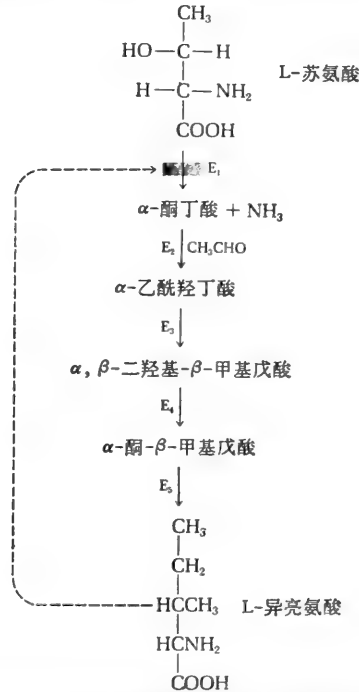 CH₃
HO—C—H
L-苏氨酸
H—C—NH₂
COOH
E₁
α-酮丁酸 + NH₃
E₂ CH₃CHO
α-乙酰羟丁酸
E₃
α, β-二羟基-β-甲基戊酸
E₄
α-酮-β-甲基戊酸
E₅
CH₃
CH₂
HCCH₃ L-异亮氨酸
HCNH₂
COOH